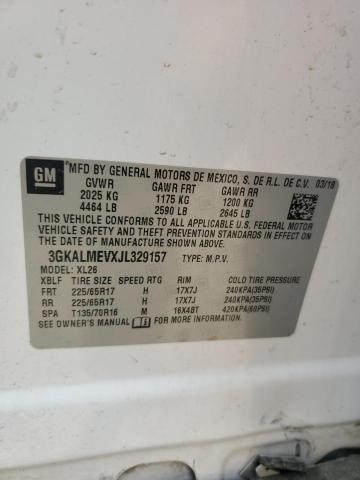 GM
*MFD BY GENERAL MOTORS DE MEXICO, S. DE R.L. DE C.V. 03/18
GVWR GAWR FRT GAWR RR
2025 KG 1175 KG 1200 KG
4464 LB 2590 LB 2645 LB
THIS VEHICLE CONFORMS TO ALL APPLICABLE U.S. FEDERAL MOTOR
VEHICLE SAFETY AND THEFT PREVENTION STANDARDS IN EFFECT
ON THE DATE OF MANUFACTURE SHOWN ABOVE.
3GKALMEVXJL329157 TYPE: M.P.V.
MODEL: XL26
XBLF TIRE SIZE SPEED RTG RIM COLD TIRE PRESSURE
FRT 225/65R17 H 17X7J 240KPA(35PSI)
RR 225/65R17 H 17X7J 240KPA(35PSI)
SPA T135/70R16 M 16X4BT 420KPA(60PSI)
SEE OWNER'S MANUAL FOR MORE INFORMATION.